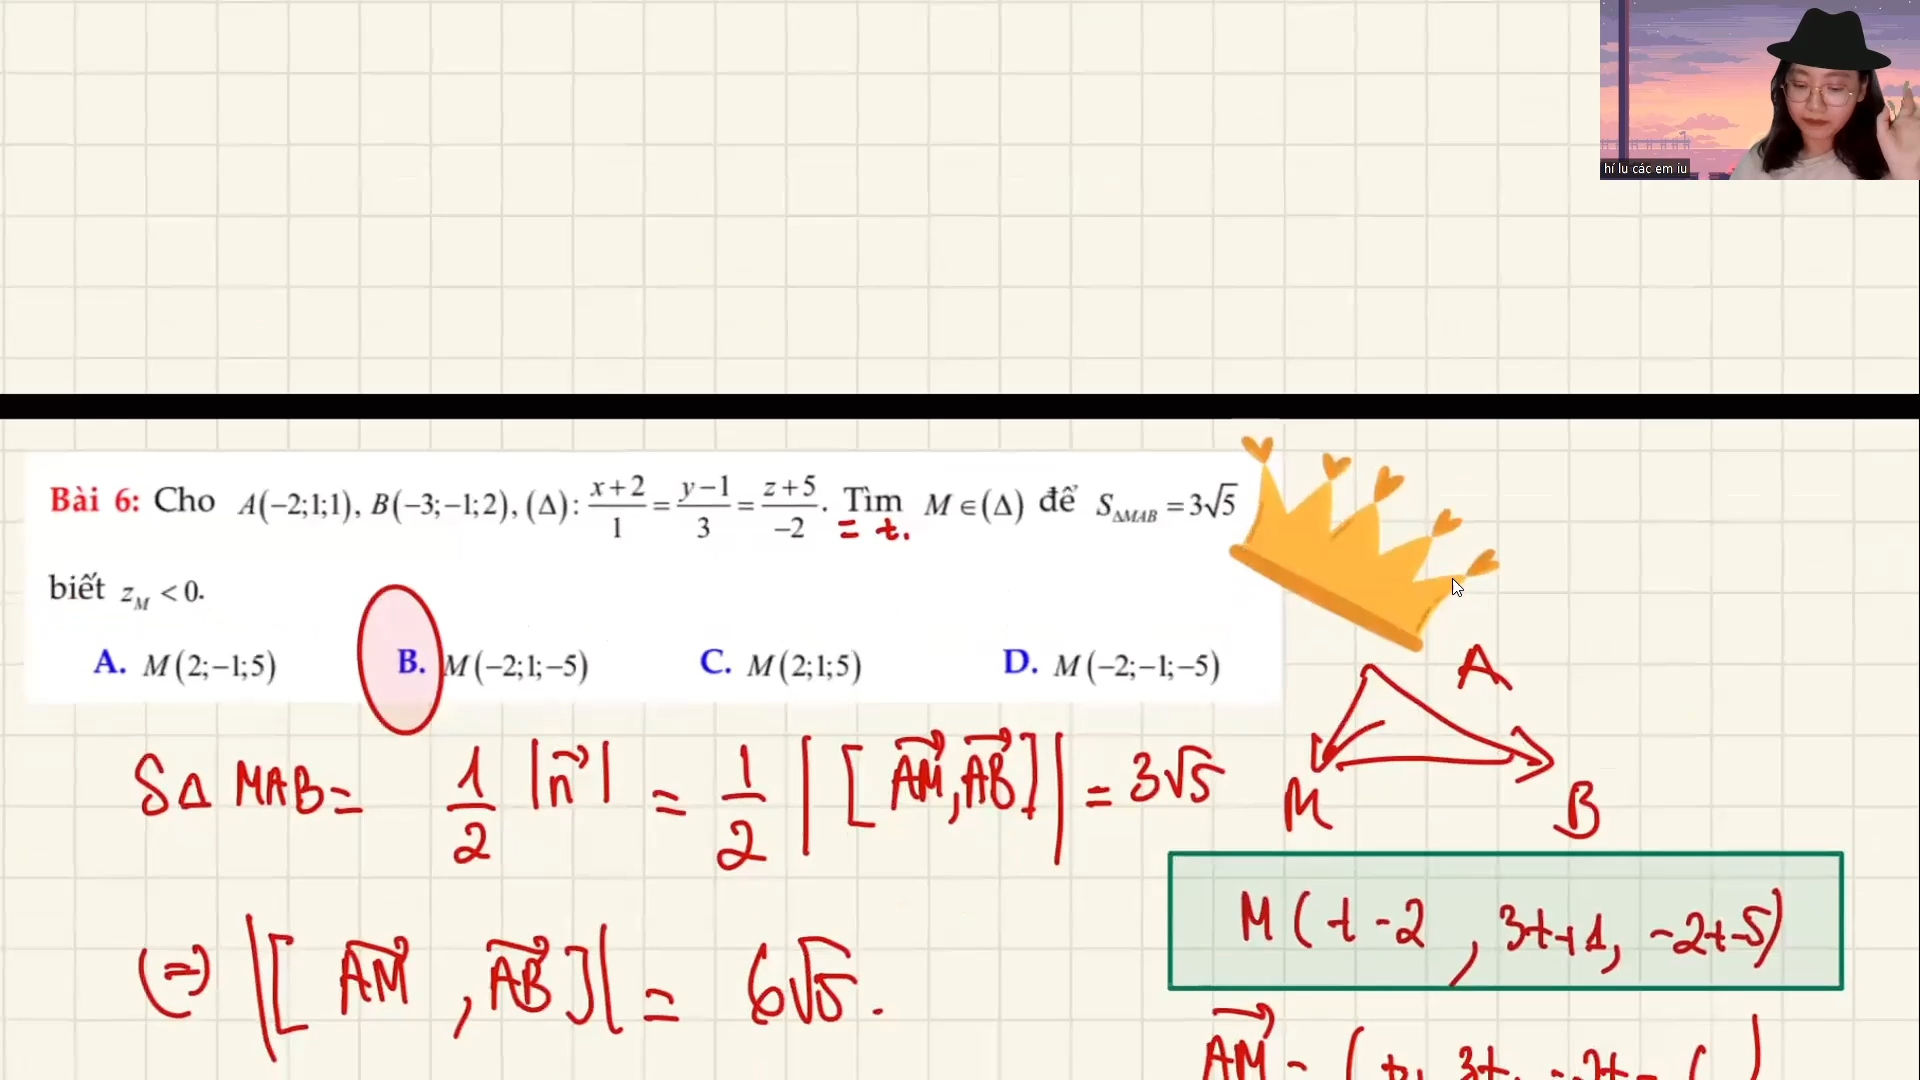 hí lu các em iu
Bài 6: Cho A(−2;1;1), B(−3;−1;2), (Δ): (x+2)/1 = (y−1)/3 = (z+5)/−2. Tìm M∈(Δ) để S_ΔMAB = 3√5
= t.
biết z_M < 0.
A. M(2;−1;5) B. M(−2;1;−5) C. M(2;1;5) D. M(−2;−1;−5)
A
M B
SΔ MAB = 1/2 |n⃗| = 1/2 |[AM⃗, AB⃗]| = 3√5
M(t-2, 3t+1, -2t-5)
(=) |[AM⃗, AB⃗]| = 6√5.